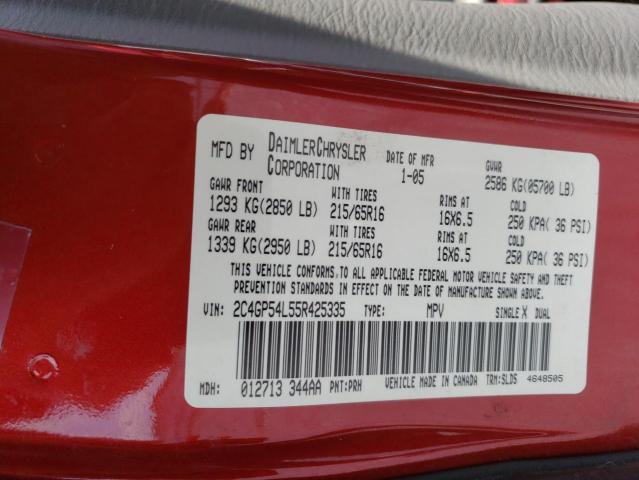 MFD BY DAIMLERCHRYSLER CORPORATION DATE OF MFR 1-05 GVWR 2586 KG(05700 LB)
GAWR FRONT WITH TIRES RIMS AT COLD
1293 KG(2850 LB) 215/65R16 16X6.5 250 KPA( 36 PSI)
GAWR REAR WITH TIRES RIMS AT COLD
1339 KG(2950 LB) 215/65R16 16X6.5 250 KPA( 36 PSI)
THIS VEHICLE CONFORMS TO ALL APPLICABLE FEDERAL MOTOR VEHICLE SAFETY AND THEFT
PREVENTION STANDARDS IN EFFECT ON THE DATE OF MANUFACTURE SHOWN ABOVE.
VIN: 2C4GP54L55R425335 TYPE: MPV SINGLE X DUAL
MDH: 012713 344AA PNT:PRH VEHICLE MADE IN CANADA TRM:SLDS 4648505